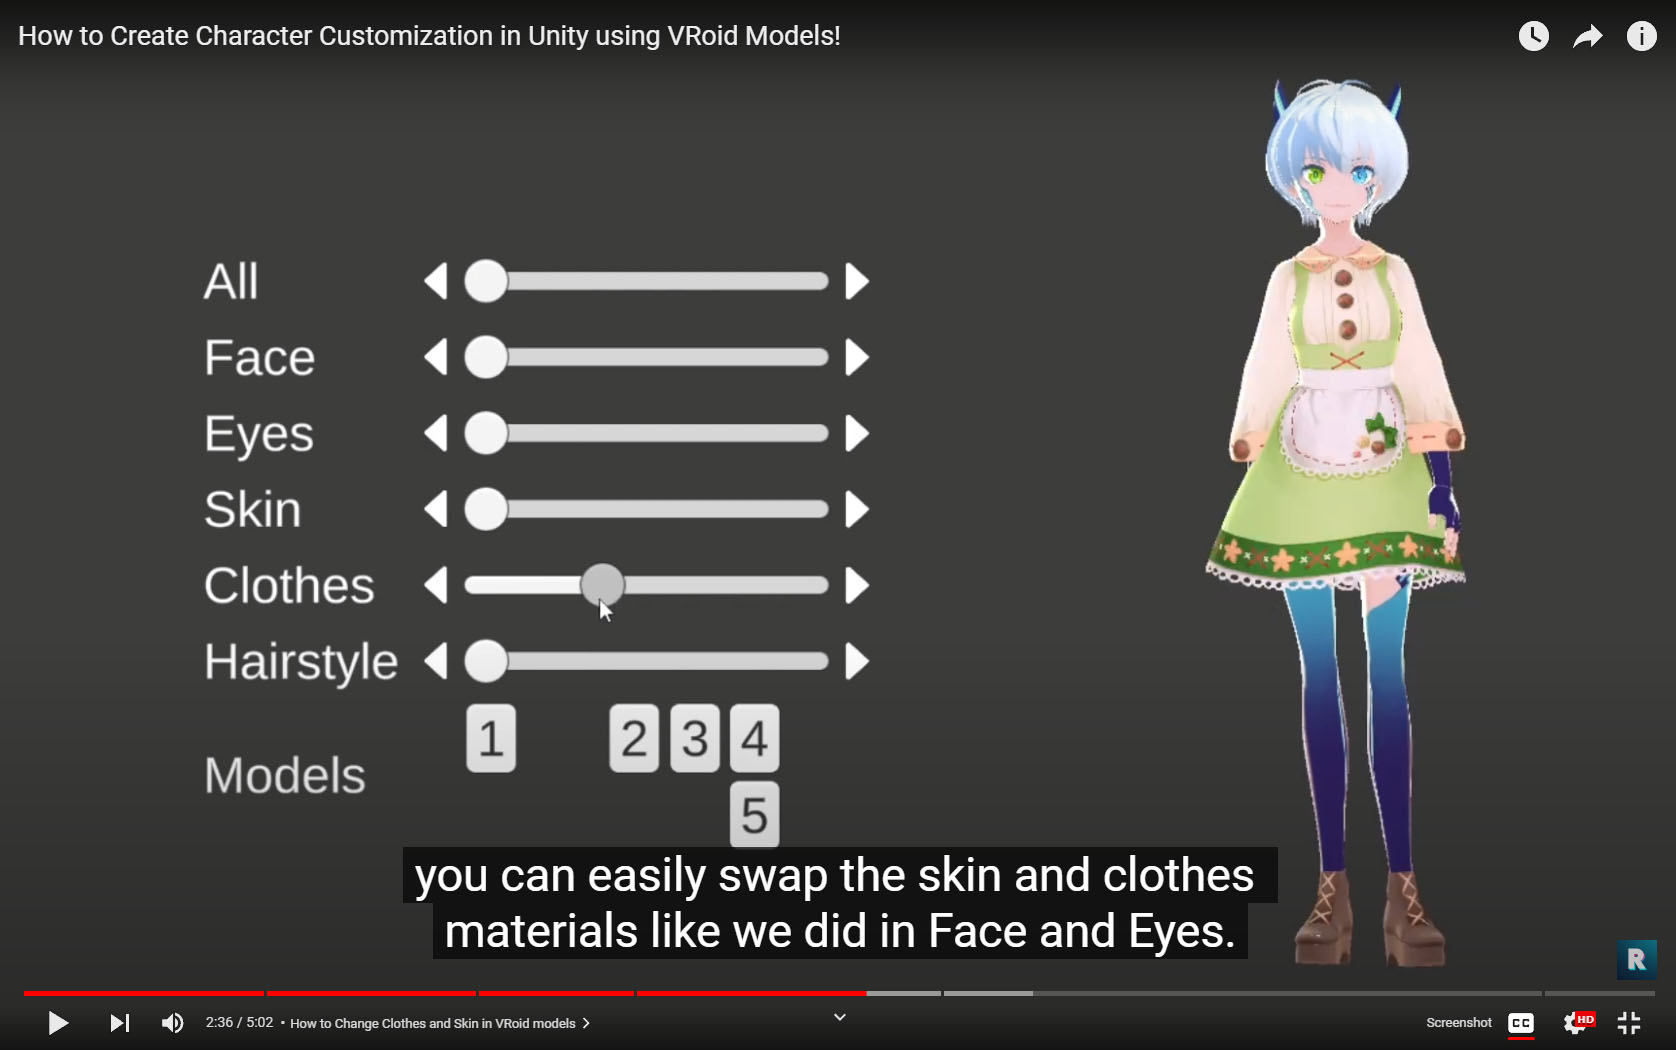 How to Create Character Customization in Unity using VRoid Models!
All
Face
Eyes
Skin
Clothes
Hairstyle
1 2 3 4
Models
5
you can easily swap the skin and clothes
materials like we did in Face and Eyes.
R
2:36 / 5:02 • How to Change Clothes and Skin in VRoid models
Screenshot CC HD